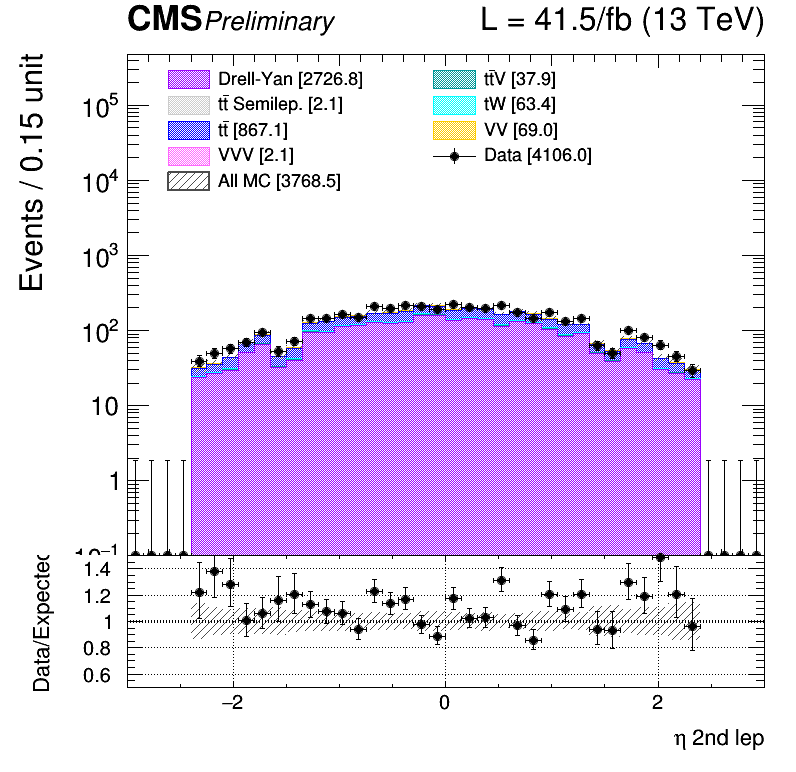 CMS Preliminary L = 41.5/fb (13 TeV)
Events / 0.15 unit
Drell-Yan [2726.8]
tt̄ Semilep. [2.1]
tt̄ [867.1]
VVV [2.1]
All MC [3768.5]
tt̄V [37.9]
tW [63.4]
VV [69.0]
Data [4106.0]
10⁵
10⁴
10³
10²
10
1
10⁻¹
Data/Expected
1.4
1.2
1
0.8
0.6
−2 0 2
η 2nd lep